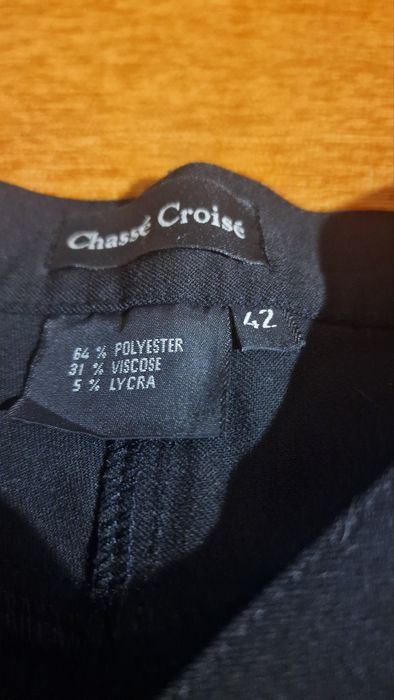 Chassé Croisé
42
64 % POLYESTER
31 % VISCOSE
5 % LYCRA